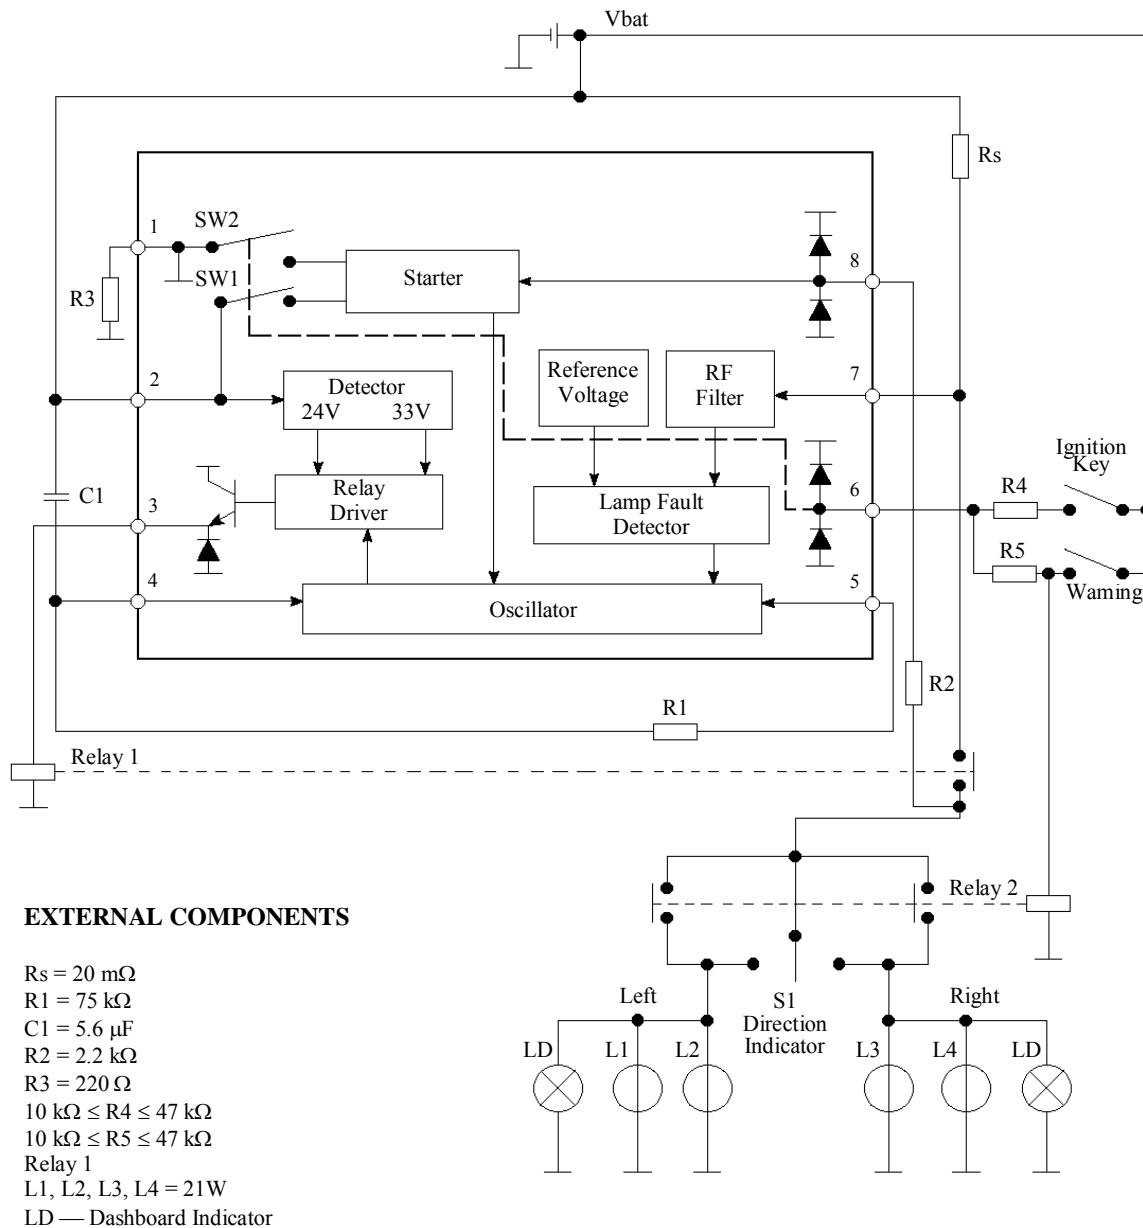 Vbat
Rs
1
SW2
8
Starter
SW1
R3
Reference
Voltage
RF
Filter
7
2
Detector
24V 33V
Ignition
Key
C1
3
Relay
Driver
Lamp Fault
Detector
6
R4
R5
4
5
Waming
Oscillator
R2
R1
Relay 1
Relay 2
EXTERNAL COMPONENTS
Rs = 20 mΩ
R1 = 75 kΩ
C1 = 5.6 μF
R2 = 2.2 kΩ
R3 = 220 Ω
10 kΩ ≤ R4 ≤ 47 kΩ
10 kΩ ≤ R5 ≤ 47 kΩ
Relay 1
L1, L2, L3, L4 = 21W
LD — Dashboard Indicator
Left
S1
Direction
Indicator
Right
LD
L1
L2
L3
L4
LD